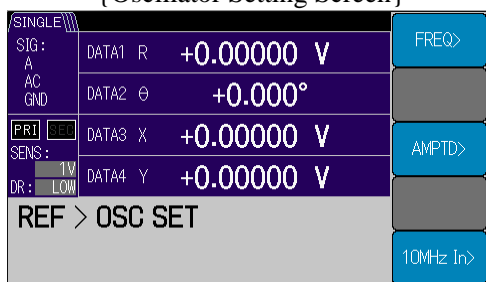 {Oscillator Setting Screen}
SINGLE
SIG:
A
AC
GND
DATA1 R +0.00000 V
DATA2 θ +0.000°
DATA3 X +0.00000 V
DATA4 Y +0.00000 V
PRI SEC
SENS:
1V
DR: LOW
REF > OSC SET
FREQ>
AMPTD>
10MHz In>